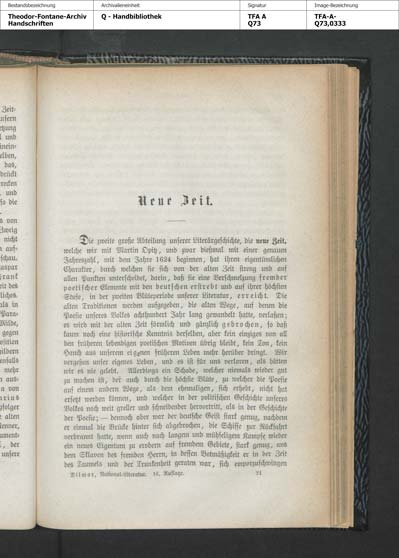 Bestandsbezeichnung
Archivalieneinheit
Signatur
Image-Bezeichnung
Theodor-Fontane-Archiv
Handschriften
Q - Handbibliothek
TFA A
Q73
TFA-A-
Q73,0333
Neue Zeit.
Die zweite große Abteilung unserer Literärgeschichte, die neue Zeit,
welche wir mit Martin Opitz, und zwar diesmal mit einer genauen
Jahreszahl, mit dem Jahre 1624 beginnen, hat ihren eigentümlichen
Charakter, durch welchen sie sich von der alten Zeit streng und auf
allen Punkten unterscheidet, darin, daß sie eine Verschmelzung fremder
poetischer Elemente mit den deutschen erstrebt und auf ihrer höchsten
Stufe, in der zweiten Blüteperiode unserer Literatur, erreicht. Die
alten Traditionen werden aufgegeben, die alten Wege, auf denen die
Poesie unseres Volkes achthundert Jahr lang gewandelt hatte, verlassen;
es wird mit der alten Zeit förmlich und gänzlich gebrochen, so daß
kaum noch eine historische Kenntnis derselben, aber kein einziges von all
den früheren lebendigen poetischen Motiven übrig bleibt, kein Ton, kein
Hauch aus unserem eigenen früheren Leben mehr herüber dringt. Wir
vergessen unser eigenes Leben, und es ist für uns verloren, als hätten
wir es nie gelebt. Allerdings ein Schade, welcher niemals wieder gut
zu machen ist, der auch durch die höchste Blüte, zu welcher die Poesie
auf einem andern Wege, als dem ehemaligen, sich erhebt, nicht hat
ersetzt werden können, und welcher in der politischen Geschichte unseres
Volkes noch weit greller und schneidender hervortritt, als in der Geschichte
der Poesie; — dennoch aber war der deutsche Geist stark genug, nachdem
er einmal die Brücke hinter sich abgebrochen, die Schiffe zur Rückfahrt
verbrannt hatte, wenn auch nach langem und mühseligem Kampfe wieder
ein neues Eigentum zu erobern auf fremdem Gebiete, stark genug, aus
dem Sklaven des fremden Herrn, in dessen Botmäßigkeit er in der Zeit
des Taumels und der Trunkenheit geraten war, sich emporzuschwingen
Vilmar, National-Literatur. 16. Auflage.
21